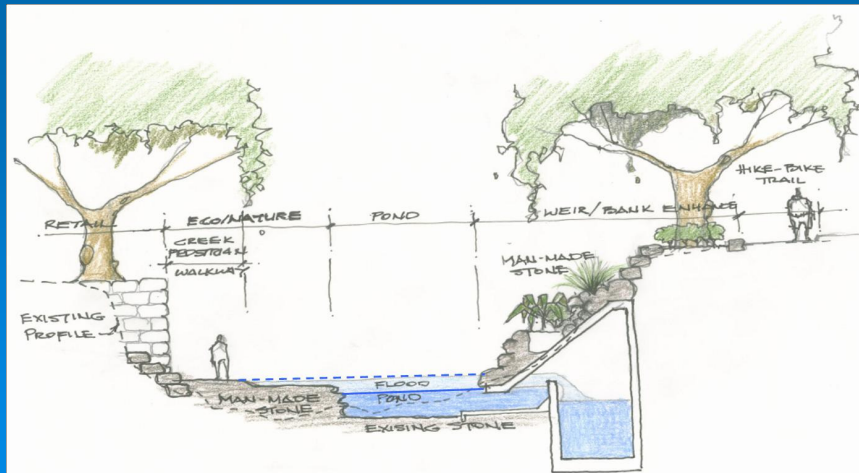 RETAIL
ECO/NATURE
POND
WEIR/BANK ENHANCE
HIKE-BIKE
TRAIL
CREEK
PEDSITRIAN
WALKWAY
MAN-MADE
STONE
EXISTING
PROFILE
FLOOD
POND
MAN-MADE
STONE
EXISING STONE